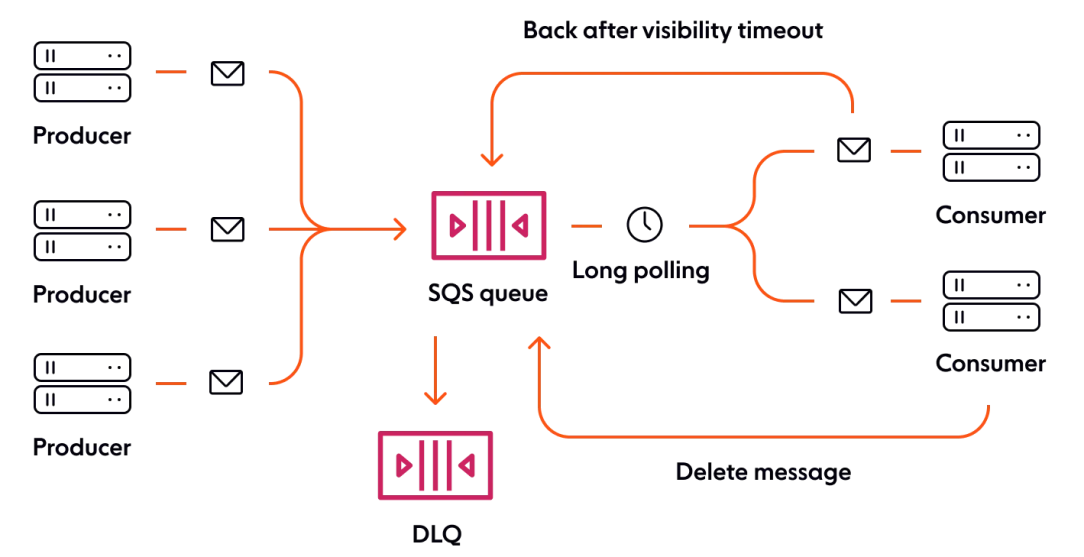 Back after visibility timeout
Producer
Consumer
Long polling
SQS queue
Producer
Consumer
Producer
Delete message
DLQ